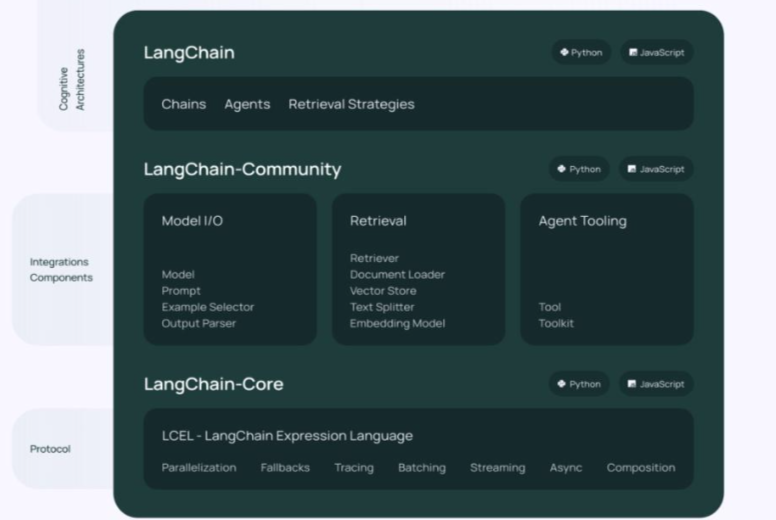 Cognitive
Architectures
LangChain
Python
JavaScript
Chains Agents Retrieval Strategies
LangChain-Community
Python
JavaScript
Integrations
Components
Model I/O
Model
Prompt
Example Selector
Output Parser
Retrieval
Retriever
Document Loader
Vector Store
Text Splitter
Embedding Model
Agent Tooling
Tool
Toolkit
LangChain-Core
Python
JavaScript
Protocol
LCEL - LangChain Expression Language
Parallelization Fallbacks Tracing Batching Streaming Async Composition